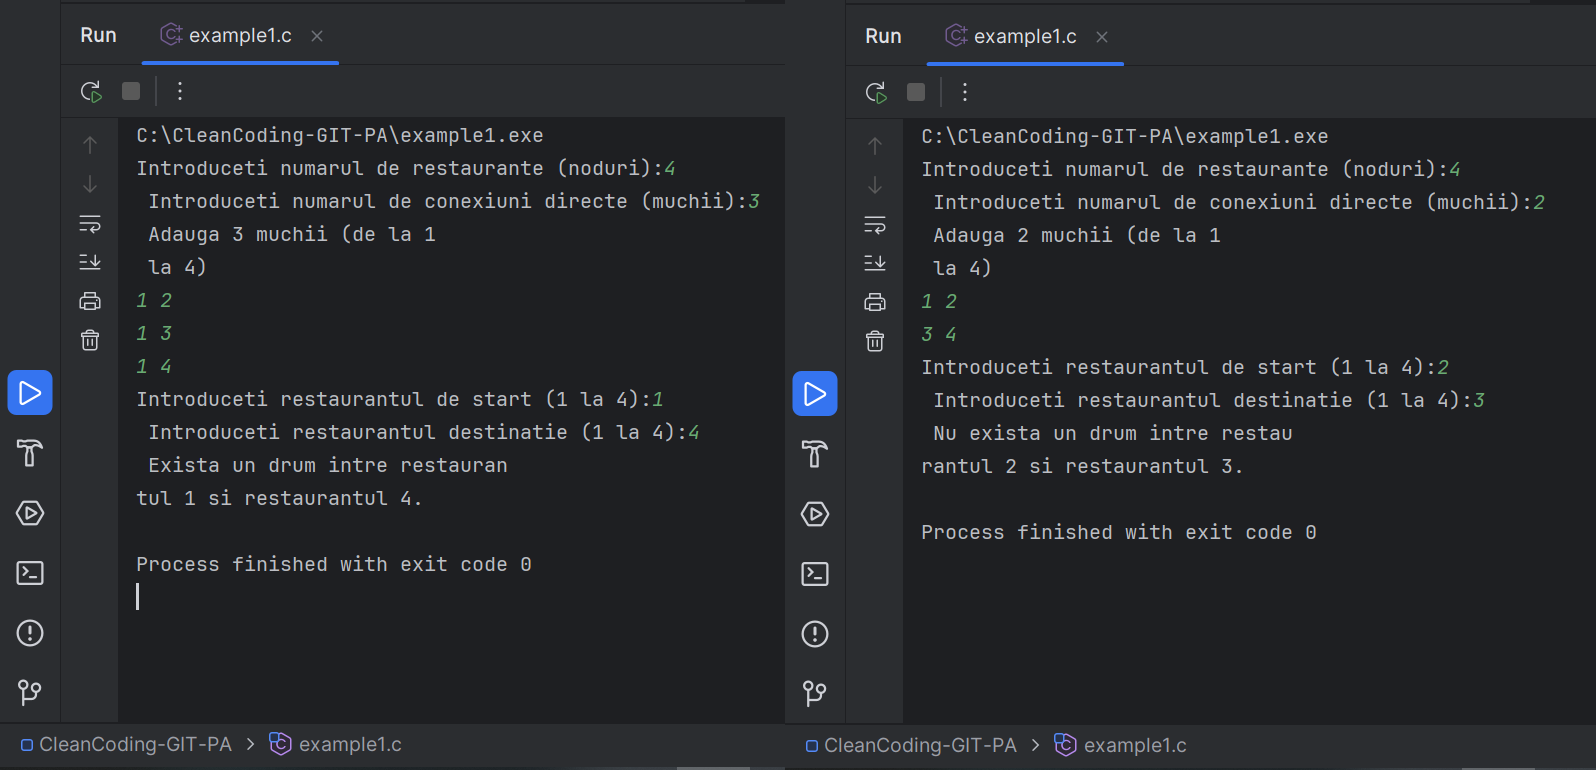 Run example1.c
C:\CleanCoding-GIT-PA\example1.exe
Introduceti numarul de restaurante (noduri):4
Introduceti numarul de conexiuni directe (muchii):3
Adauga 3 muchii (de la 1
la 4)
1 2
1 3
1 4
Introduceti restaurantul de start (1 la 4):1
Introduceti restaurantul destinatie (1 la 4):4
Exista un drum intre restauran
tul 1 si restaurantul 4.
Process finished with exit code 0
CleanCoding-GIT-PA > example1.c
Run example1.c
C:\CleanCoding-GIT-PA\example1.exe
Introduceti numarul de restaurante (noduri):4
Introduceti numarul de conexiuni directe (muchii):2
Adauga 2 muchii (de la 1
la 4)
1 2
3 4
Introduceti restaurantul de start (1 la 4):2
Introduceti restaurantul destinatie (1 la 4):3
Nu exista un drum intre restau
rantul 2 si restaurantul 3.
Process finished with exit code 0
CleanCoding-GIT-PA > example1.c